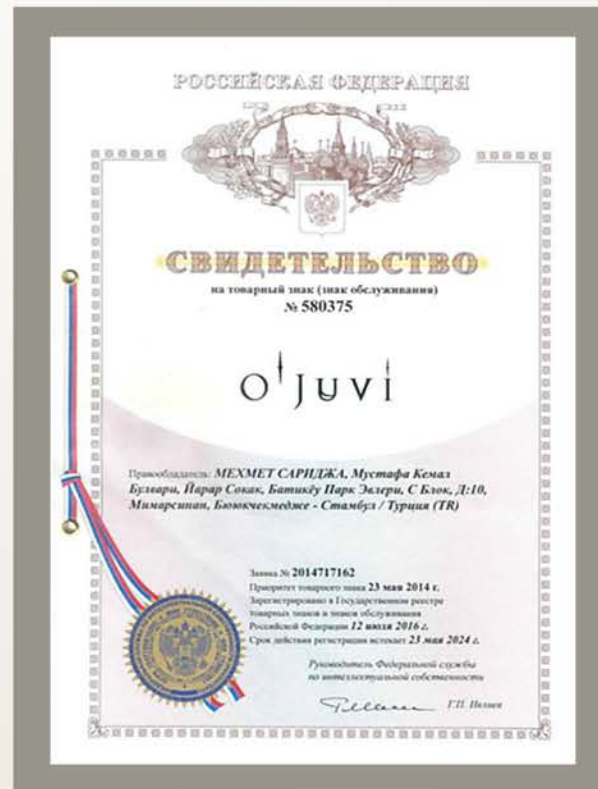 РОССИЙСКАЯ ФЕДЕРАЦИЯ
СВИДЕТЕЛЬСТВО
на товарный знак (знак обслуживания)
№ 580375
O'Juvi
Правообладатель: МЕХМЕТ САРИДЖА, Мустафа Кемал
Булвари, Йарар Сокак, Батикёу Парк Эвлери, С Блок, Д:10,
Мимарсинан, Бююкчекмедже - Стамбул / Турция (TR)
Заявка № 2014717162
Приоритет товарного знака 23 мая 2014 г.
Зарегистрировано в Государственном реестре
товарных знаков и знаков обслуживания
Российской Федерации 12 июля 2016 г.
Срок действия регистрации истекает 23 мая 2024 г.
Руководитель Федеральной службы
по интеллектуальной собственности
Г.П. Ивлиев